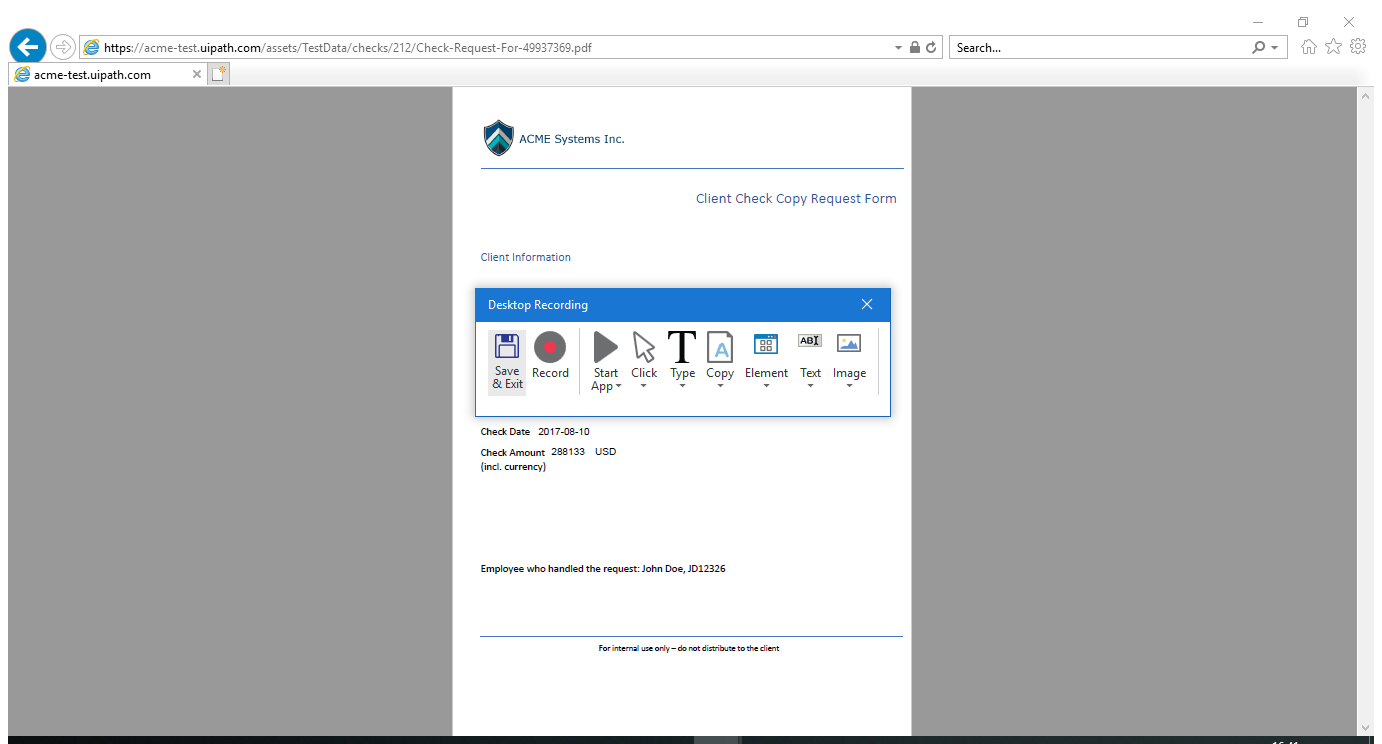 https://acme-test.uipath.com/assets/TestData/checks/212/Check-Request-For-49937369.pdf
Search...
acme-test.uipath.com
ACME Systems Inc.
Client Check Copy Request Form
Client Information
Desktop Recording
Save & Exit
Record
Start App
Click
Type
Copy
Element
Text
Image
Check Date 2017-08-10
Check Amount 288133 USD
(incl. currency)
Employee who handled the request: John Doe, JD12326
For internal use only – do not distribute to the client